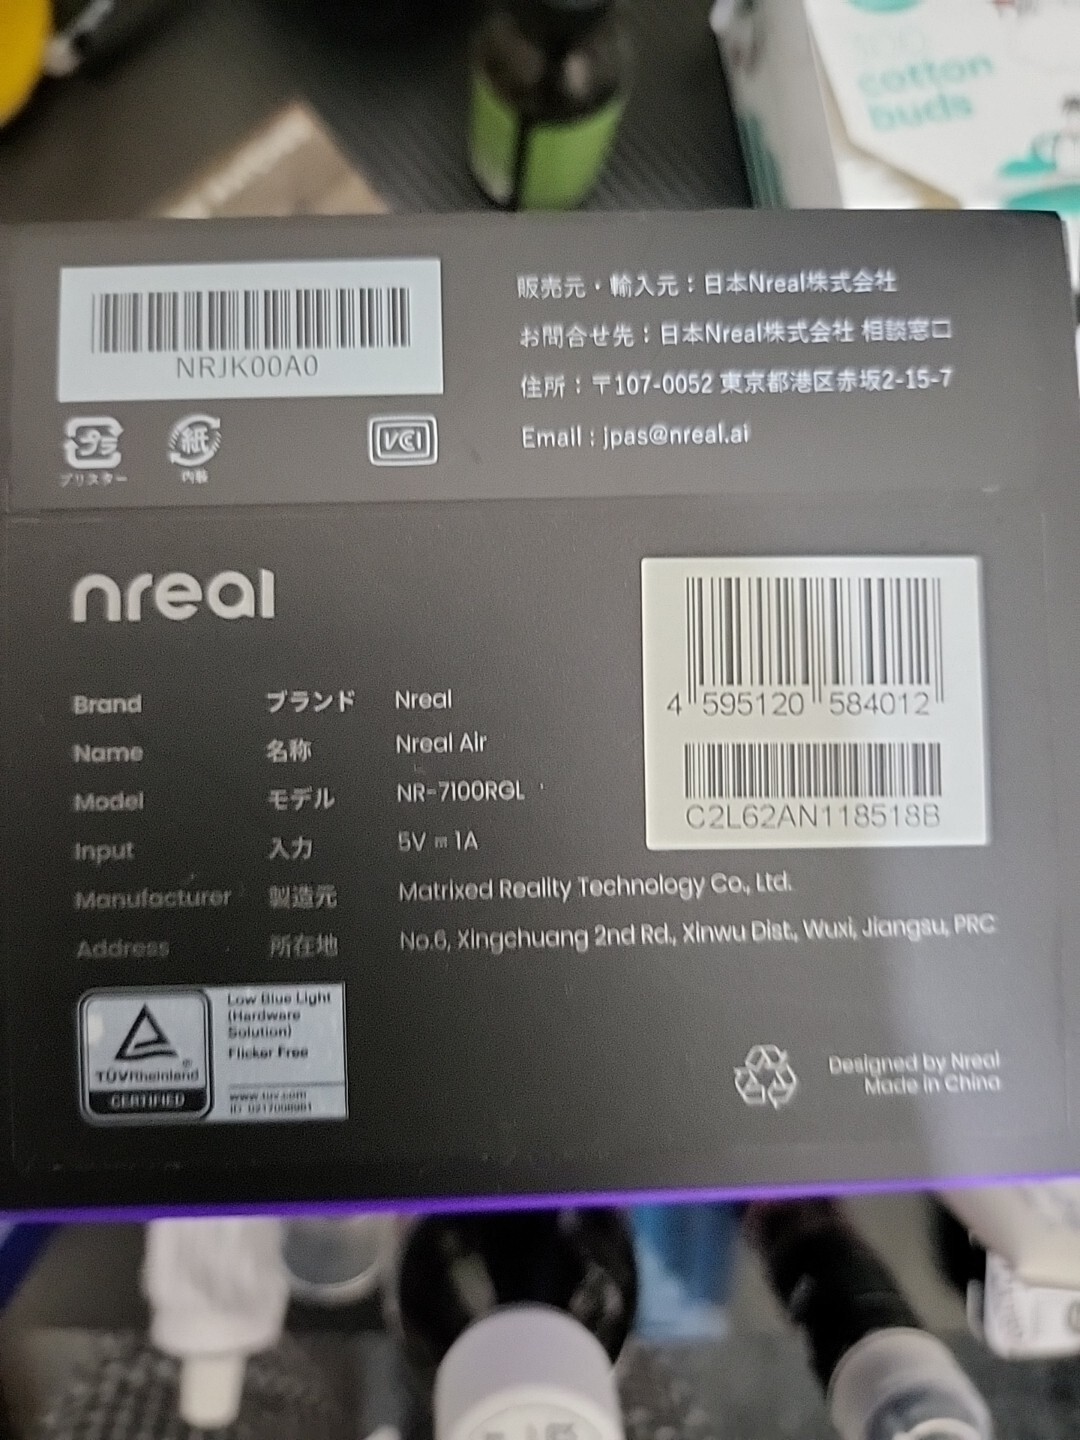 cotton
buds
NRJK00A0
プラ
ブリスター
紙
内装
VCCI
販売元・輸入元：日本Nreal株式会社
お問合せ先：日本Nreal株式会社 相談窓口
住所：〒107-0052 東京都港区赤坂2-15-7
Email : jpas@nreal.ai
nreal
Brand ブランド Nreal
Name 名称 Nreal Air
Model モデル NR-7100RGL
Input 入力 5V ⎓ 1A
Manufacturer 製造元 Matrixed Reality Technology Co., Ltd.
Address 所在地 No.6, Xingchuang 2nd Rd., Xinwu Dist., Wuxi, Jiangsu, PRC
4 595120 584012
C2L62AN118518B
TÜVRheinland
CERTIFIED
Low Blue Light
(Hardware
Solution)
Flicker Free
www.tuv.com
Designed by Nreal
Made in China